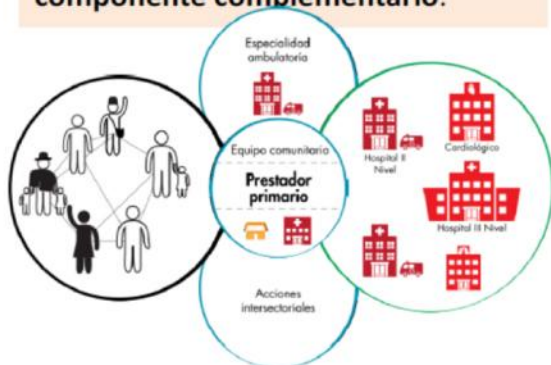 componente complementario.
Especialidad
ambulatoria
Equipo comunitario
Prestador
primario
Acciones
intersectoriales
Hospital II
Nivel
Cardiológico
Hospital III Nivel